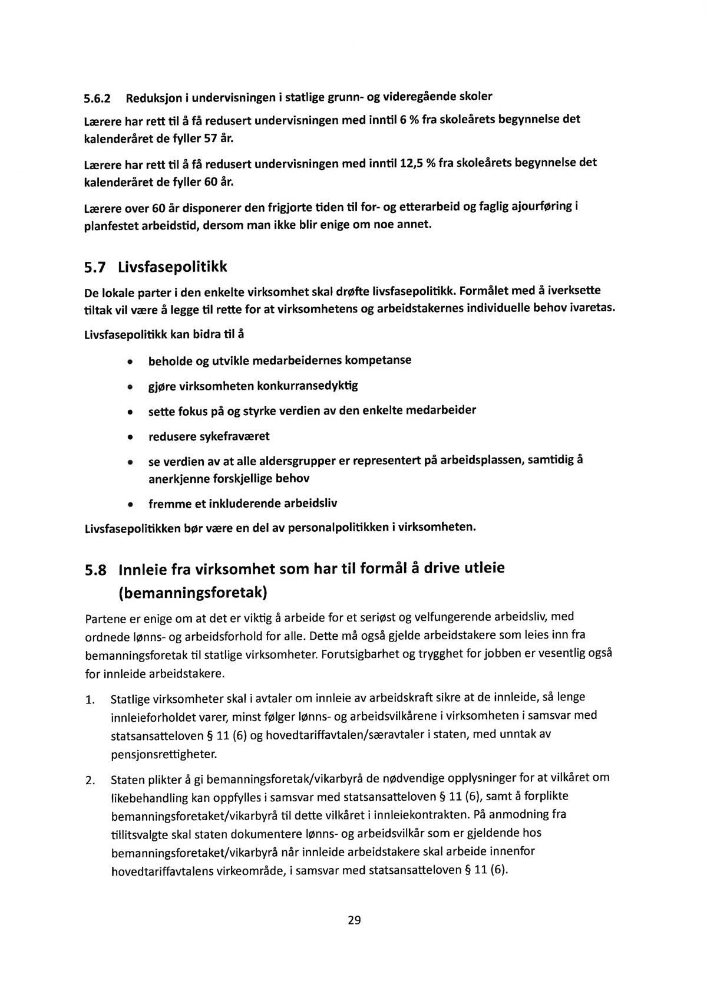 5.6.2 Reduksjon i undervisningen i statlige grunn- og videregående skoler
Lærere har rett til å få redusert undervisningen med inntil 6 % fra skoleårets begynnelse det
kalenderåret de fyller 57 år.
Lærere har rett til å få redusert undervisningen med inntil 12,5 % fra skoleårets begynnelse det
kalenderåret de fyller 60 år.
Lærere over 60 år disponerer den frigjorte tiden til for- og etterarbeid og faglig ajourføring i
planfestet arbeidstid, dersom man ikke blir enige om noe annet.
5.7 Livsfasepolitikk
De lokale parter i den enkelte virksomhet skal drøfte livsfasepolitikk. Formålet med å iverksette
tiltak vil være å legge til rette for at virksomhetens og arbeidstakernes individuelle behov ivaretas.
Livsfasepolitikk kan bidra til å
• beholde og utvikle medarbeidernes kompetanse
• gjøre virksomheten konkurransedyktig
• sette fokus på og styrke verdien av den enkelte medarbeider
• redusere sykefraværet
• se verdien av at alle aldersgrupper er representert på arbeidsplassen, samtidig å
anerkjenne forskjellige behov
• fremme et inkluderende arbeidsliv
Livsfasepolitikken bør være en del av personalpolitikken i virksomheten.
5.8 Innleie fra virksomhet som har til formål å drive utleie
(bemanningsforetak)
Partene er enige om at det er viktig å arbeide for et seriøst og velfungerende arbeidsliv, med
ordnede lønns- og arbeidsforhold for alle. Dette må også gjelde arbeidstakere som leies inn fra
bemanningsforetak til statlige virksomheter. Forutsigbarhet og trygghet for jobben er vesentlig også
for innleide arbeidstakere.
1. Statlige virksomheter skal i avtaler om innleie av arbeidskraft sikre at de innleide, så lenge
innleieforholdet varer, minst følger lønns- og arbeidsvilkårene i virksomheten i samsvar med
statsansatteloven § 11 (6) og hovedtariffavtalen/særavtaler i staten, med unntak av
pensjonsrettigheter.
2. Staten plikter å gi bemanningsforetak/vikarbyrå de nødvendige opplysninger for at vilkåret om
likebehandling kan oppfylles i samsvar med statsansatteloven § 11 (6), samt å forplikte
bemanningsforetaket/vikarbyrå til dette vilkåret i innleiekontrakten. På anmodning fra
tillitsvalgte skal staten dokumentere lønns- og arbeidsvilkår som er gjeldende hos
bemanningsforetaket/vikarbyrå når innleide arbeidstakere skal arbeide innenfor
hovedtariffavtalens virkeområde, i samsvar med statsansatteloven § 11 (6).
29